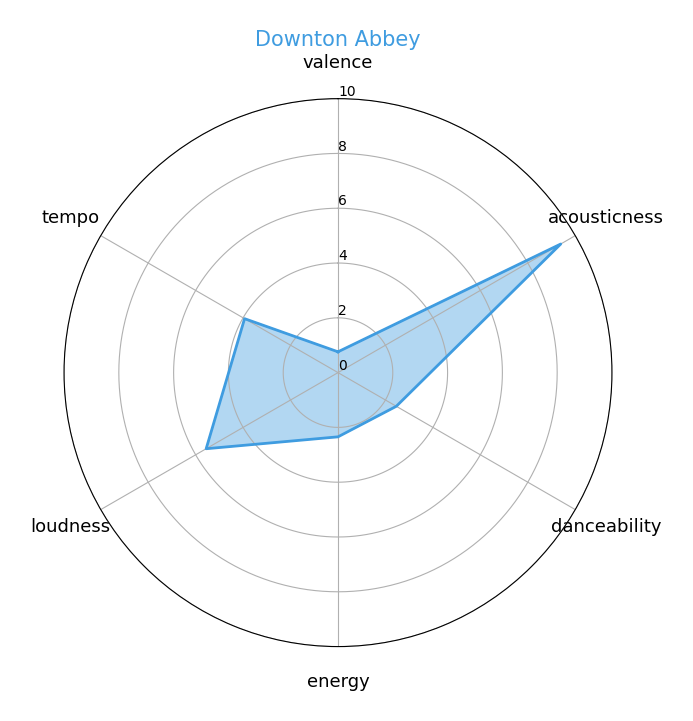 Downton Abbey
valence
10
8
6
4
2
0
tempo
acousticness
loudness
danceability
energy